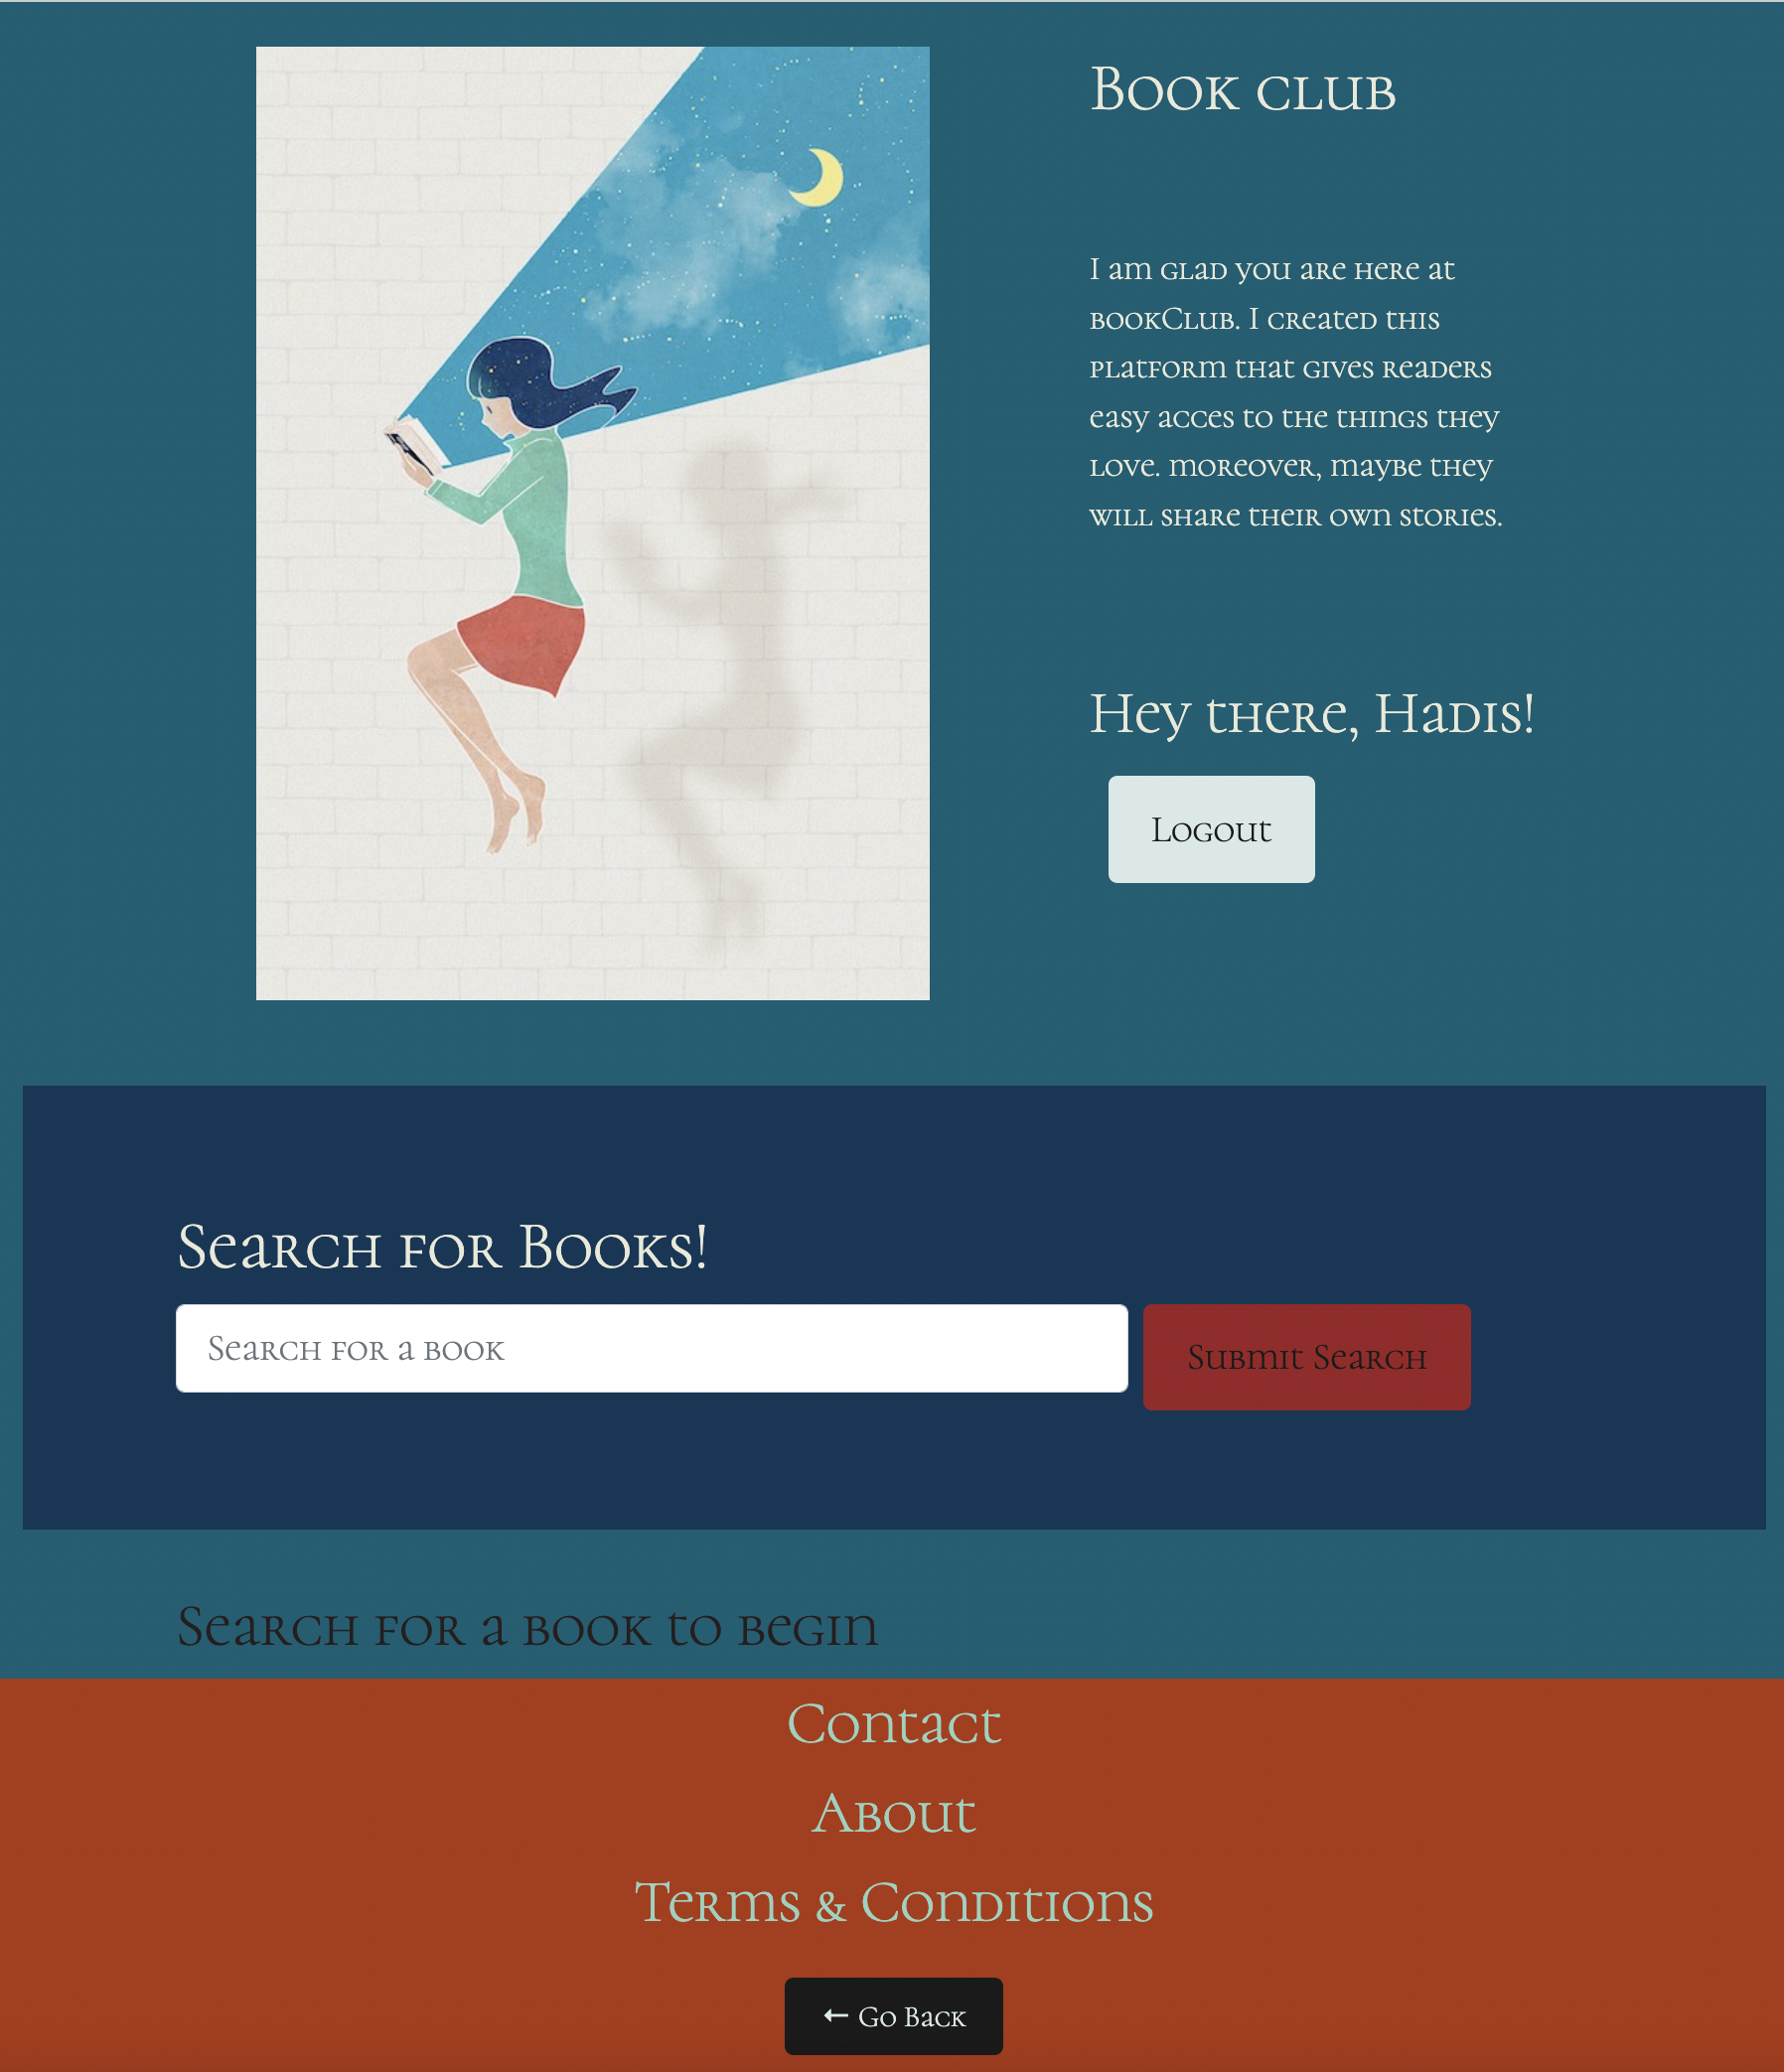 Book club
I am glad you are here at
bookClub. I created this
platform that gives readers
easy acces to the things they
love. moreover, maybe they
will share their own stories.
Hey there, Hadis!
Logout
Search for Books!
Search for a book
Submit Search
Search for a book to begin
Contact
About
Terms & Conditions
← Go Back